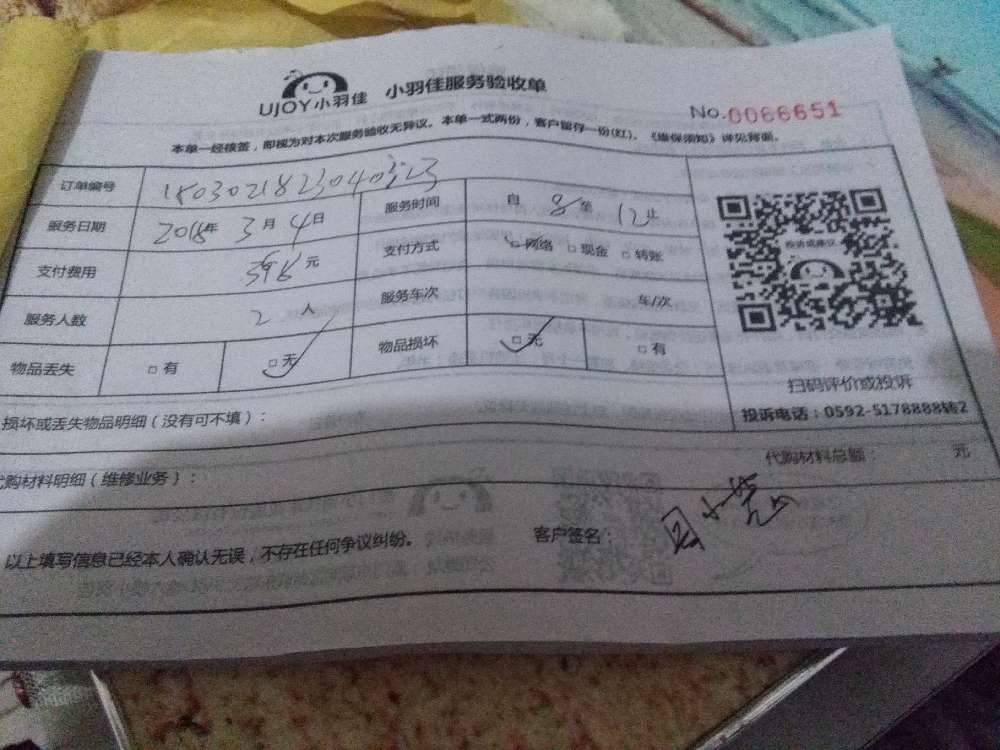 UJOY小羽佳 小羽佳服务验收单
No.0066651
本单一经接签，即视为对本次服务验收无异议。本单一式两份，客户留存一份(红)、《维保须知》详见背面。
订单编号
服务日期 2018年 3月 4日 服务时间 自 8 至 12 止
支付费用 398元 支付方式 □网络 □现金 □转账
服务人数 2 人 服务车次 车/次
物品丢失 □有 □无 物品损坏 □无 □有
投诉或建议
扫码评价或投诉
投诉电话：0592-5178888转2
损坏或丢失物品明细（没有可不填）：
代购材料明细（维修业务）： 代购材料总额： 元
以上填写信息已经本人确认无误，不存在任何争议纠纷。 客户签名：